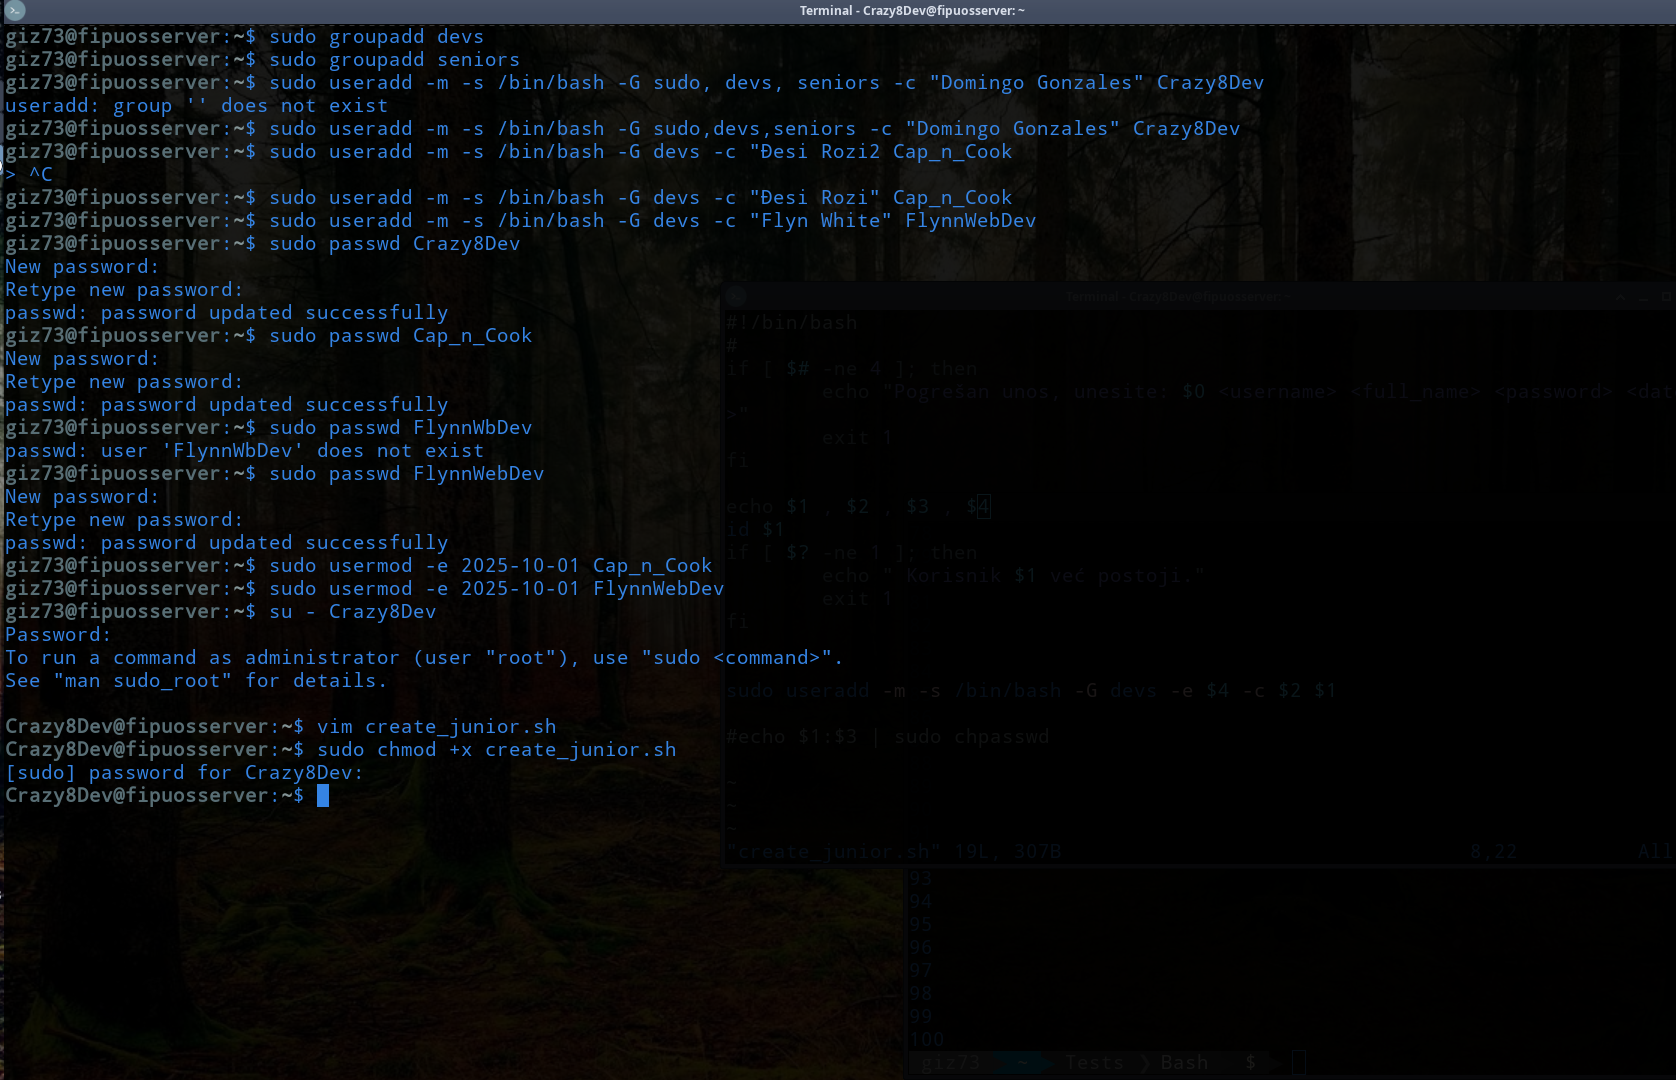 Terminal - Crazy8Dev@fipuosserver: ~
giz73@fipuosserver:~$ sudo groupadd devs
giz73@fipuosserver:~$ sudo groupadd seniors
giz73@fipuosserver:~$ sudo useradd -m -s /bin/bash -G sudo, devs, seniors -c "Domingo Gonzales" Crazy8Dev
useradd: group '' does not exist
giz73@fipuosserver:~$ sudo useradd -m -s /bin/bash -G sudo,devs,seniors -c "Domingo Gonzales" Crazy8Dev
giz73@fipuosserver:~$ sudo useradd -m -s /bin/bash -G devs -c "Đesi Rozi2 Cap_n_Cook
> ^C
giz73@fipuosserver:~$ sudo useradd -m -s /bin/bash -G devs -c "Đesi Rozi" Cap_n_Cook
giz73@fipuosserver:~$ sudo useradd -m -s /bin/bash -G devs -c "Flyn White" FlynnWebDev
giz73@fipuosserver:~$ sudo passwd Crazy8Dev
New password:
Retype new password:
passwd: password updated successfully
giz73@fipuosserver:~$ sudo passwd Cap_n_Cook
New password:
Retype new password:
passwd: password updated successfully
giz73@fipuosserver:~$ sudo passwd FlynnWbDev
passwd: user 'FlynnWbDev' does not exist
giz73@fipuosserver:~$ sudo passwd FlynnWebDev
New password:
Retype new password:
passwd: password updated successfully
giz73@fipuosserver:~$ sudo usermod -e 2025-10-01 Cap_n_Cook
giz73@fipuosserver:~$ sudo usermod -e 2025-10-01 FlynnWebDev
giz73@fipuosserver:~$ su - Crazy8Dev
Password:
To run a command as administrator (user "root"), use "sudo <command>".
See "man sudo_root" for details.
Crazy8Dev@fipuosserver:~$ vim create_junior.sh
Crazy8Dev@fipuosserver:~$ sudo chmod +x create_junior.sh
[sudo] password for Crazy8Dev:
Crazy8Dev@fipuosserver:~$
Terminal - Crazy8Dev@fipuosserver: ~
#!/bin/bash
#
if [ $# -ne 4 ]; then
echo "Pogrešan unos, unesite: $0 <username> <full_name> <password> <dat
>"
exit 1
fi
echo $1 , $2 , $3 , $4
id $1
if [ $? -ne 1 ]; then
echo " Korisnik $1 već postoji."
exit 1
fi
sudo useradd -m -s /bin/bash -G devs -e $4 -c $2 $1
#echo $1:$3 | sudo chpasswd
~
~
~
"create_junior.sh" 19L, 307B 8,22 All
93
94
95
96
97
98
99
100
giz73 ~ Tests Bash $